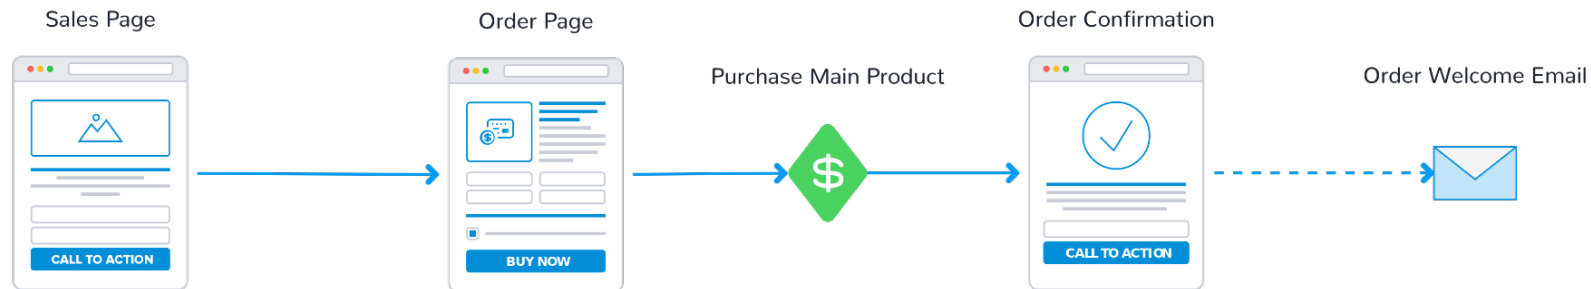 Sales Page
Order Page
Order Confirmation
Purchase Main Product
Order Welcome Email
$
$
CALL TO ACTION
BUY NOW
CALL TO ACTION